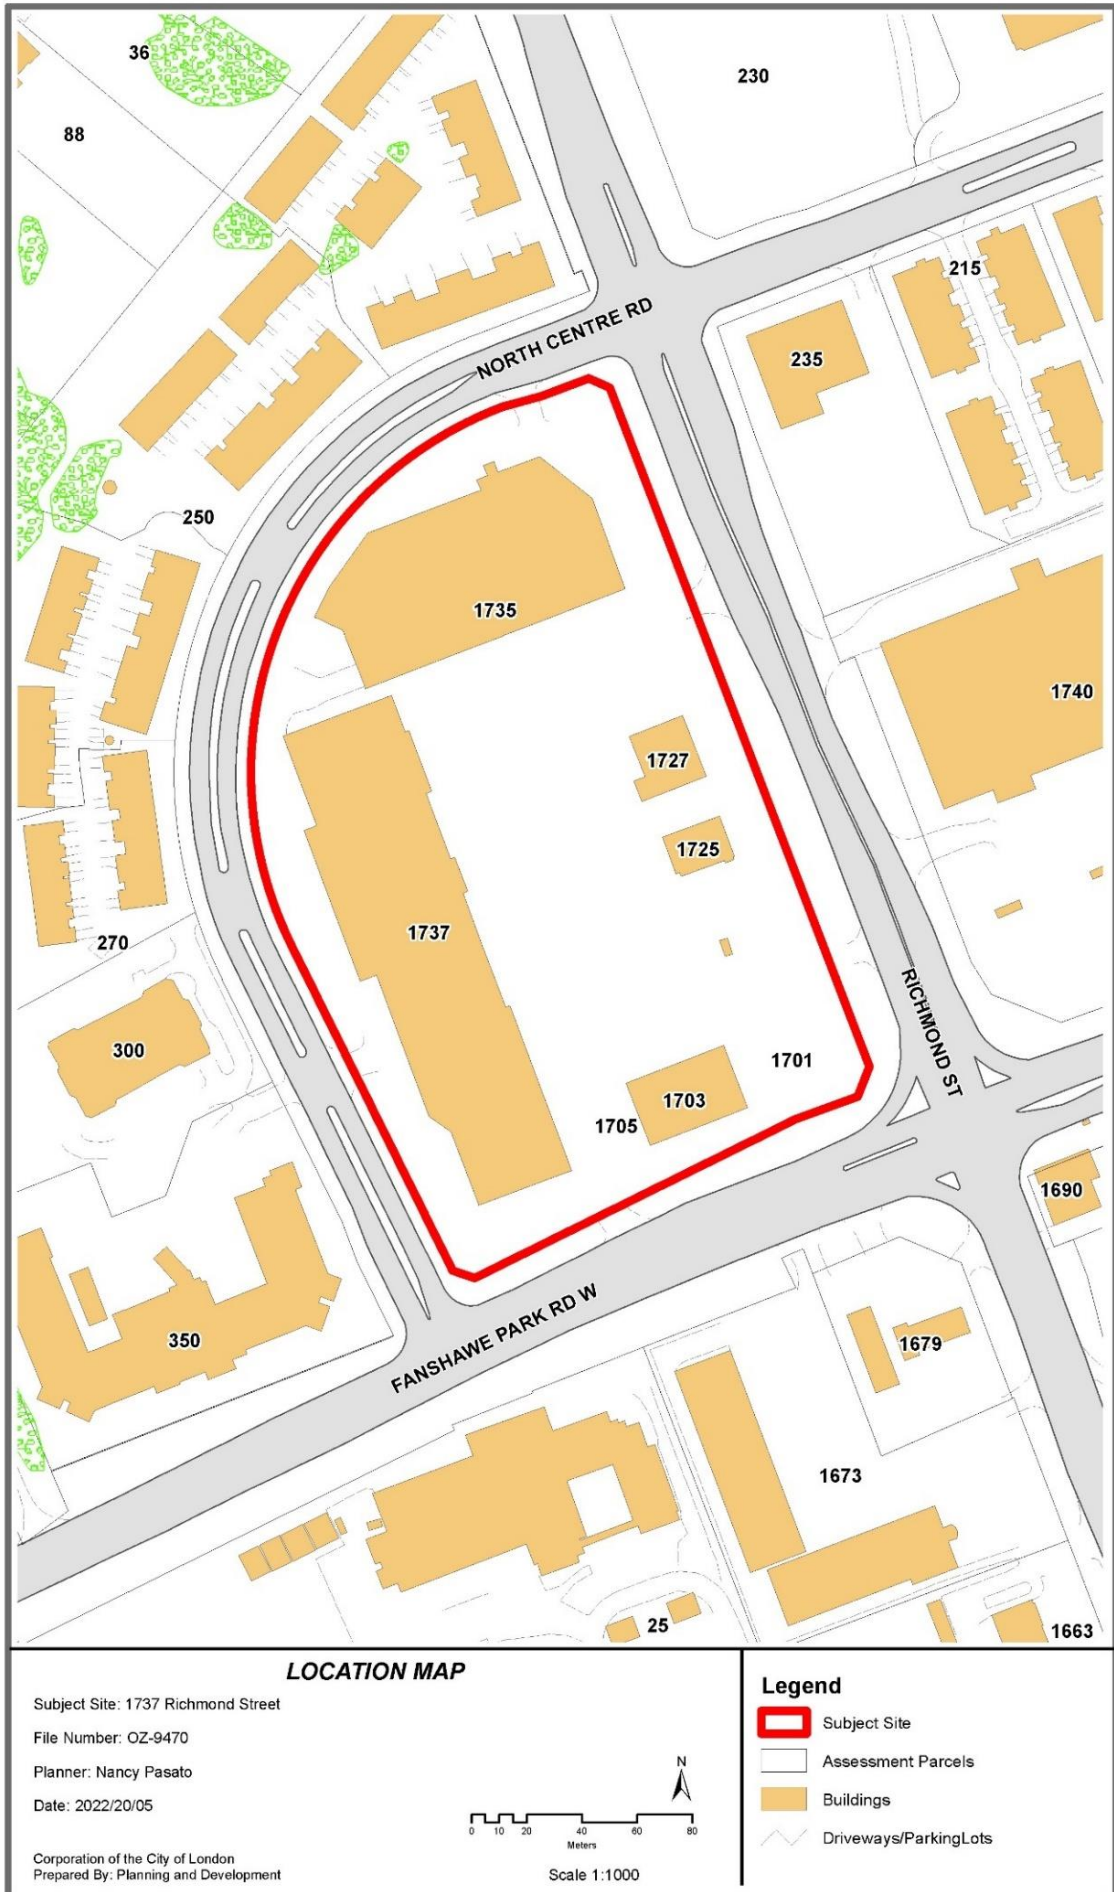 36
230
88
215
NORTH CENTRE RD
235
250
1735
1740
1727
1725
1737
270
RICHMOND ST
300
1701
1703
1705
1690
350
FANSHAWE PARK RD W
1679
1673
25
1663
LOCATION MAP
Subject Site: 1737 Richmond Street
File Number: OZ-9470
Planner: Nancy Pasato
Date: 2022/20/05
Corporation of the City of London
Prepared By: Planning and Development
N
0 10 20 40 60 80
Meters
Scale 1:1000
Legend
Subject Site
Assessment Parcels
Buildings
Driveways/ParkingLots